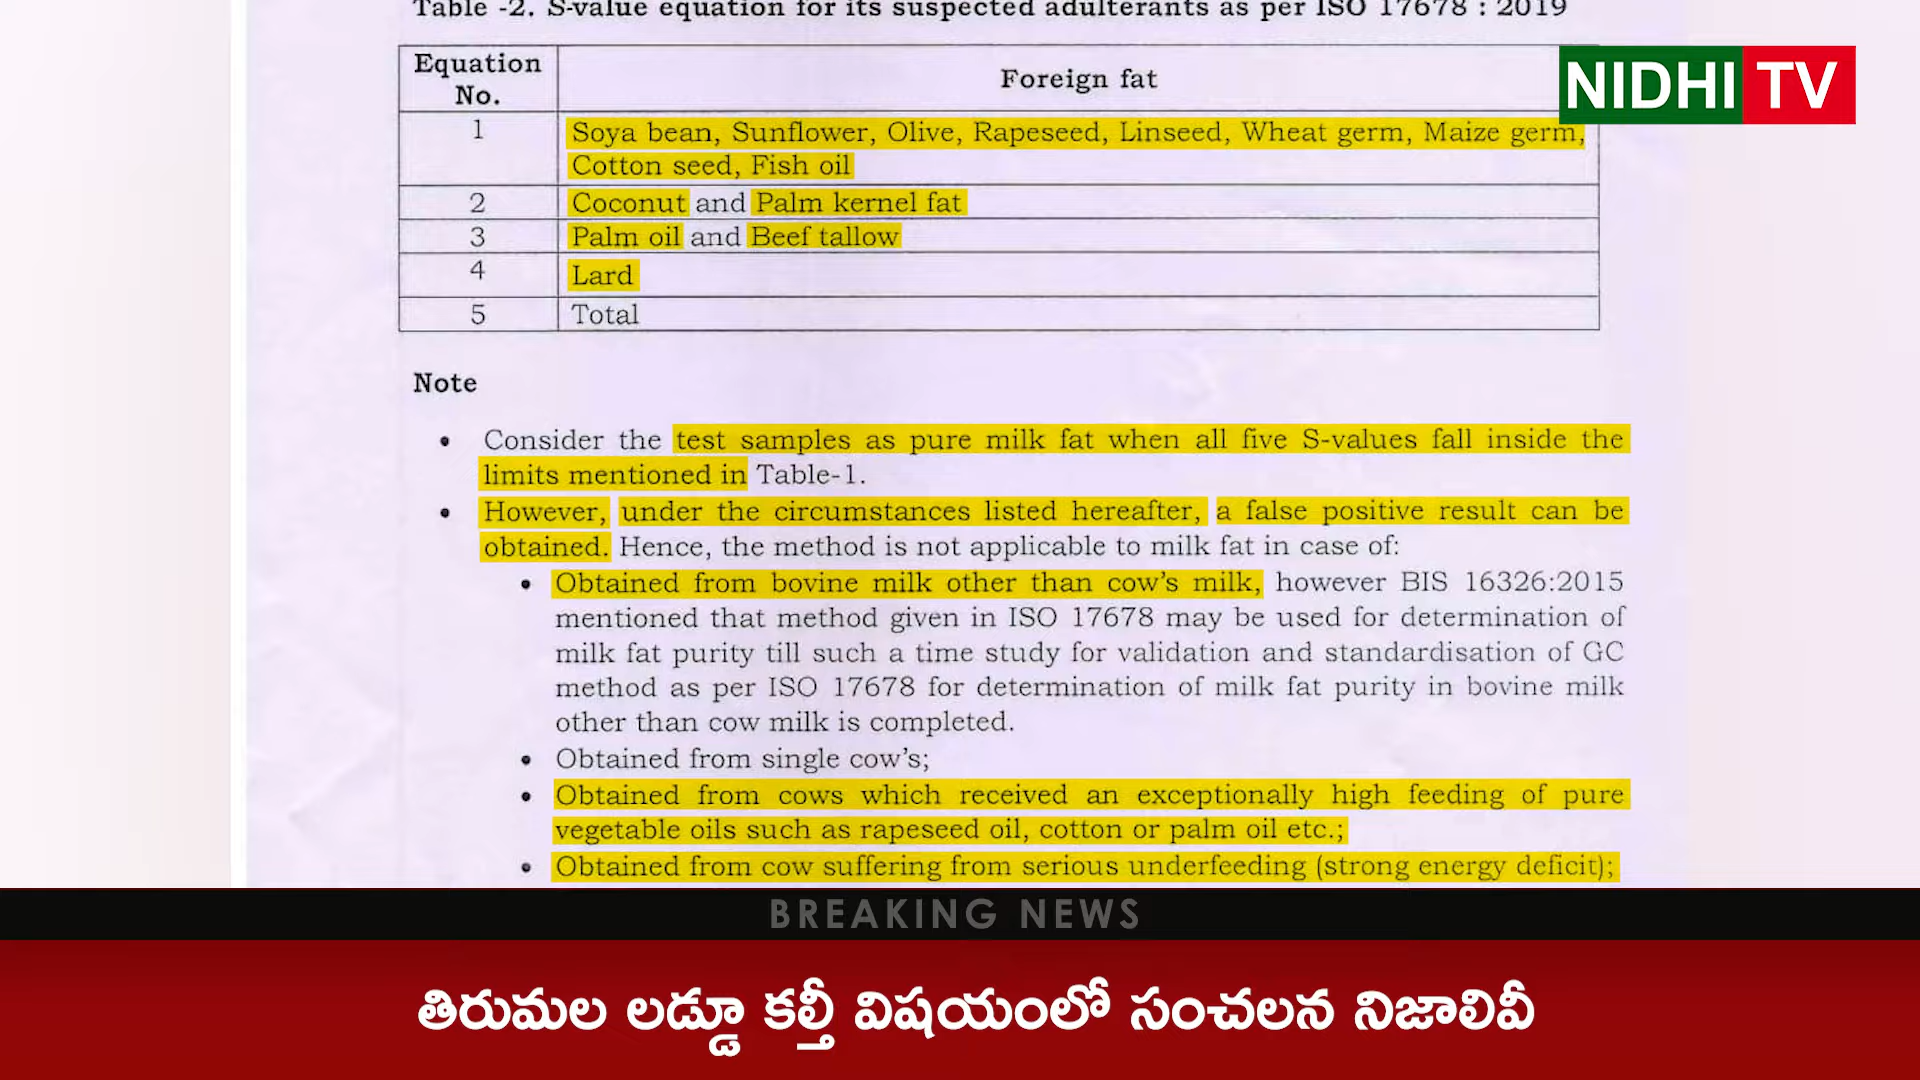 Table -2. S-value equation for its suspected adulterants as per ISO 17678 : 2019
NIDHI TV
Equation No.
Foreign fat
1
Soya bean, Sunflower, Olive, Rapeseed, Linseed, Wheat germ, Maize germ,
Cotton seed, Fish oil
2
Coconut and Palm kernel fat
3
Palm oil and Beef tallow
4
Lard
5
Total
Note
• Consider the test samples as pure milk fat when all five S-values fall inside the
limits mentioned in Table-1.
• However, under the circumstances listed hereafter, a false positive result can be
obtained. Hence, the method is not applicable to milk fat in case of:
• Obtained from bovine milk other than cow's milk, however BIS 16326:2015
mentioned that method given in ISO 17678 may be used for determination of
milk fat purity till such a time study for validation and standardisation of GC
method as per ISO 17678 for determination of milk fat purity in bovine milk
other than cow milk is completed.
• Obtained from single cow's;
• Obtained from cows which received an exceptionally high feeding of pure
vegetable oils such as rapeseed oil, cotton or palm oil etc.;
• Obtained from cow suffering from serious underfeeding (strong energy deficit);
BREAKING NEWS
తిరుమల లడ్డూ కల్తీ విషయంలో సంచలన నిజాలివీ